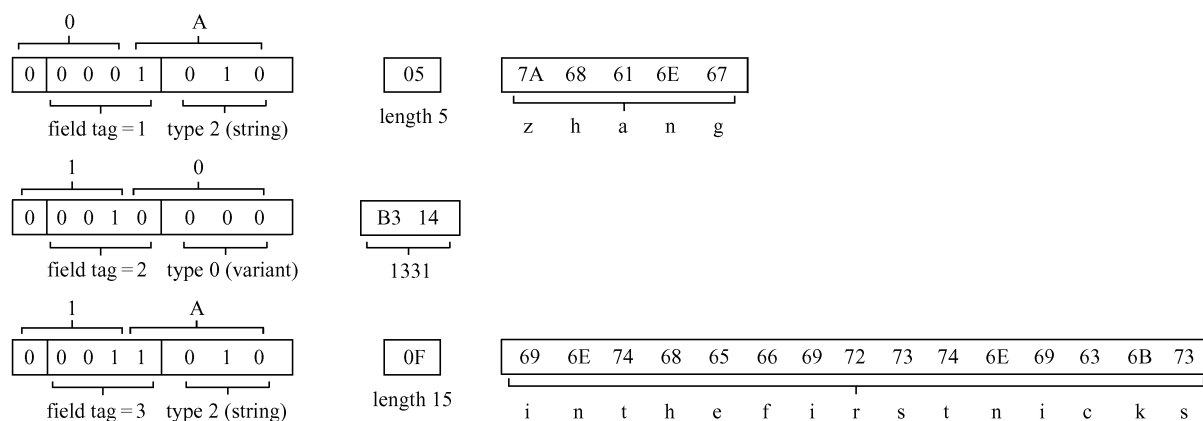 0 A
0 0 0 0 1 0 1 0 05 7A 68 61 6E 67
field tag = 1 type 2 (string) length 5 z h a n g
1 0
0 0 0 1 0 0 0 0 B3 14
field tag = 2 type 0 (variant) 1331
1 A
0 0 0 1 1 0 1 0 0F 69 6E 74 68 65 66 69 72 73 74 6E 69 63 6B 73
field tag = 3 type 2 (string) length 15 i n t h e f i r s t n i c k s